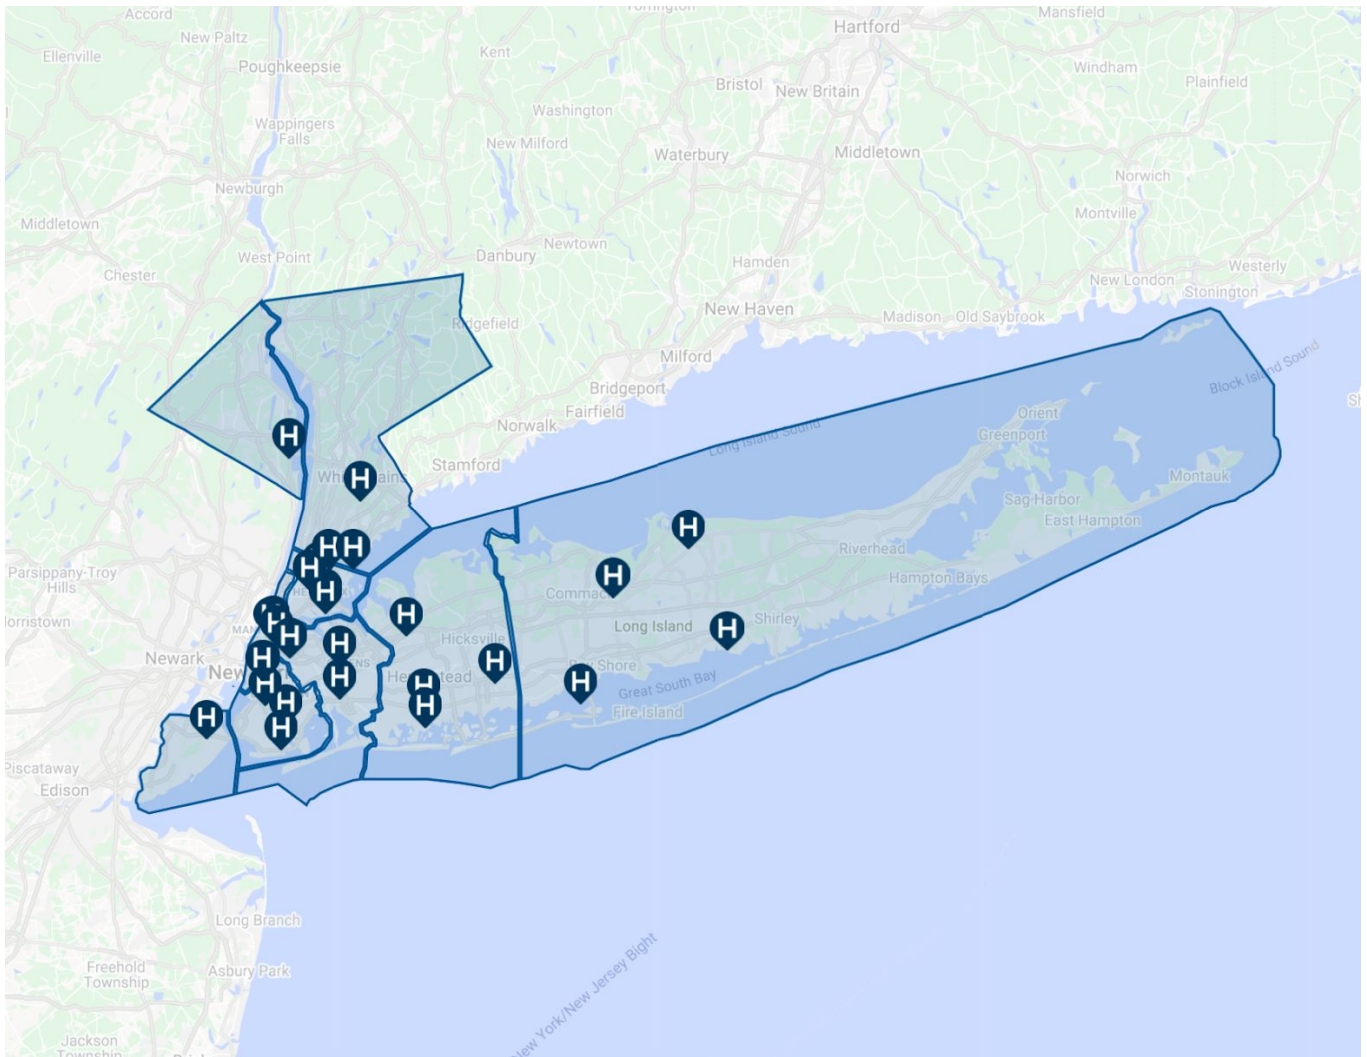 Torrington
Accord
Mansfield
Hartford
New Paltz
Kent
Ellenville
Poughkeepsie
Windham
Bristol
New Britain
Plainfield
Washington
Wappingers
Falls
New Milford
Waterbury
Middletown
Norwich
Newburgh
Montville
Middletown
West Point
Danbury
Newtown
Hamden
Westerly
Chester
New London
Stonington
New Haven
Madison
Old Saybrook
Ridgefield
Milford
Block Island Sound
Bridgeport
Fairfield
Norwalk
Orient
Greenport
Long Island Sound
Stamford
Montauk
H
H
Sag Harbor
East Hampton
H
Riverhead
H
H
H
Parsippany-Troy
Hills
H
Hampton Bays
H
Commac
H
H
Shirley
Long Island
H
H
H
H
Hicksville
H
Newark
H
H
Bay Shore
H
H
H
H
Great South Bay
Fire Island
H
H
H
H
Piscataway
Edison
Long Branch
Freehold
Township
Asbury Park
New York/New Jersey Bight
Jackson
Township